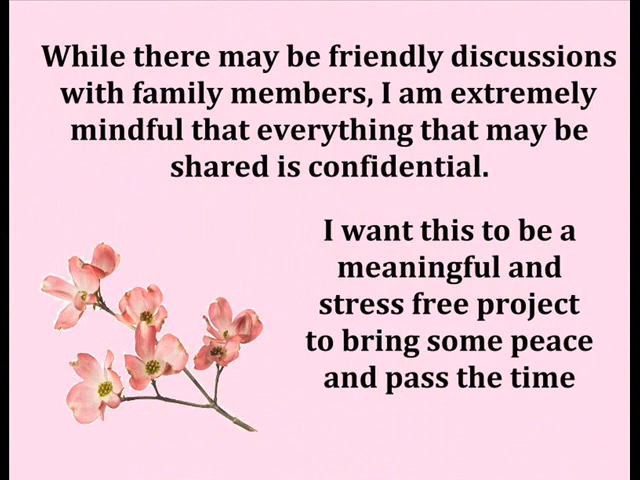 While there may be friendly discussions
with family members, I am extremely
mindful that everything that may be
shared is confidential.
I want this to be a
meaningful and
stress free project
to bring some peace
and pass the time